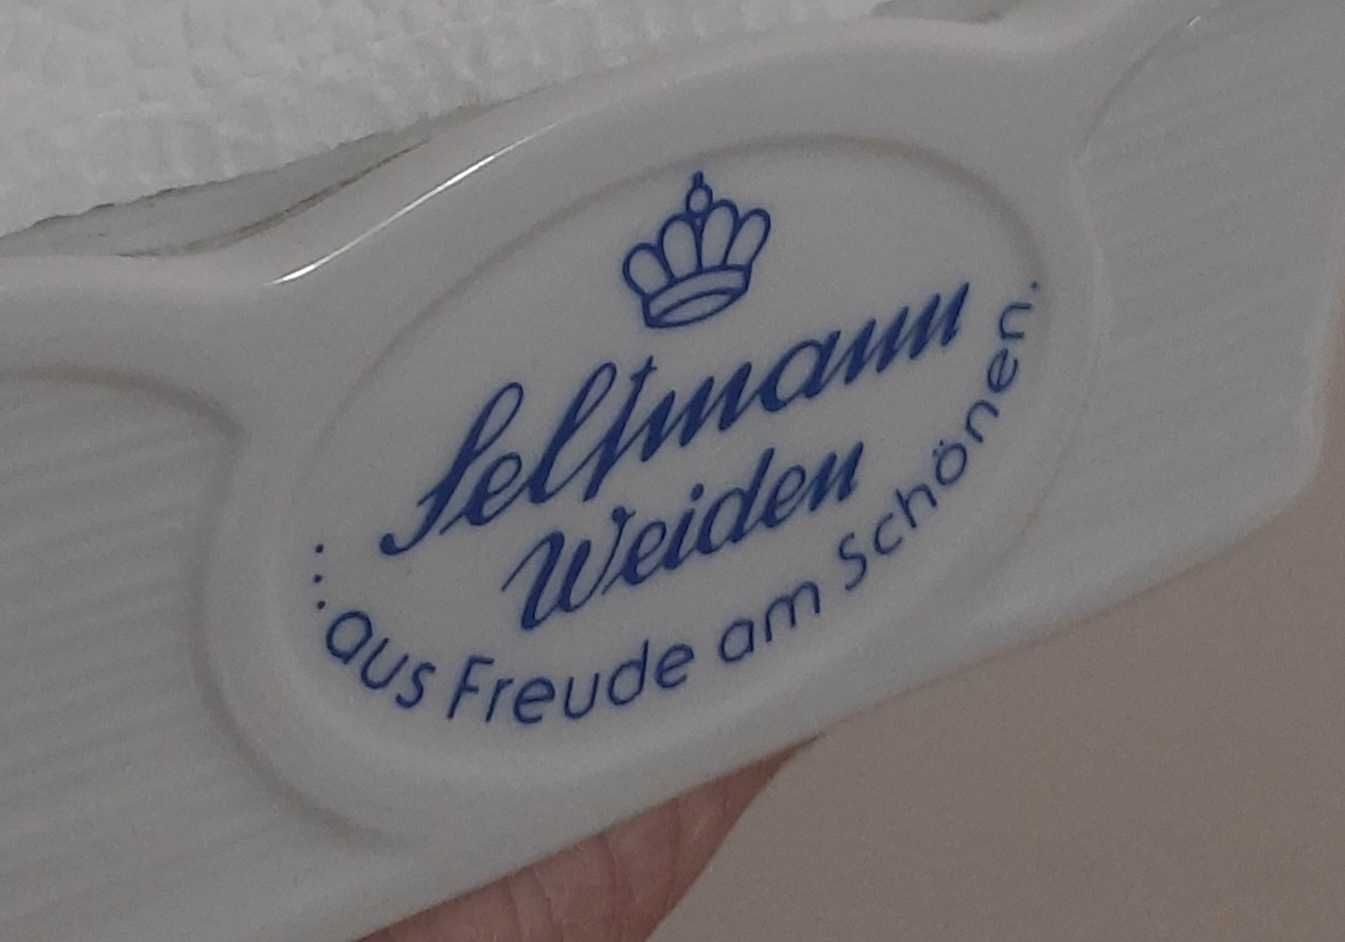 Seltmann
Weiden
...aus Freude am Schönen.